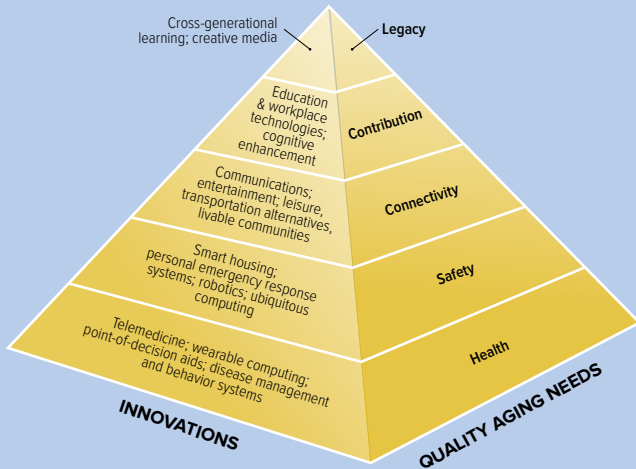 Cross-generational
learning; creative media
Legacy
Education
& workplace
technologies;
cognitive
enhancement
Contribution
Communications;
entertainment; leisure,
transportation alternatives,
livable communities
Connectivity
Smart housing;
personal emergency response
systems; robotics; ubiquitous
computing
Safety
Telemedicine; wearable computing;
point-of-decision aids; disease management
and behavior systems
Health
INNOVATIONS
QUALITY AGING NEEDS